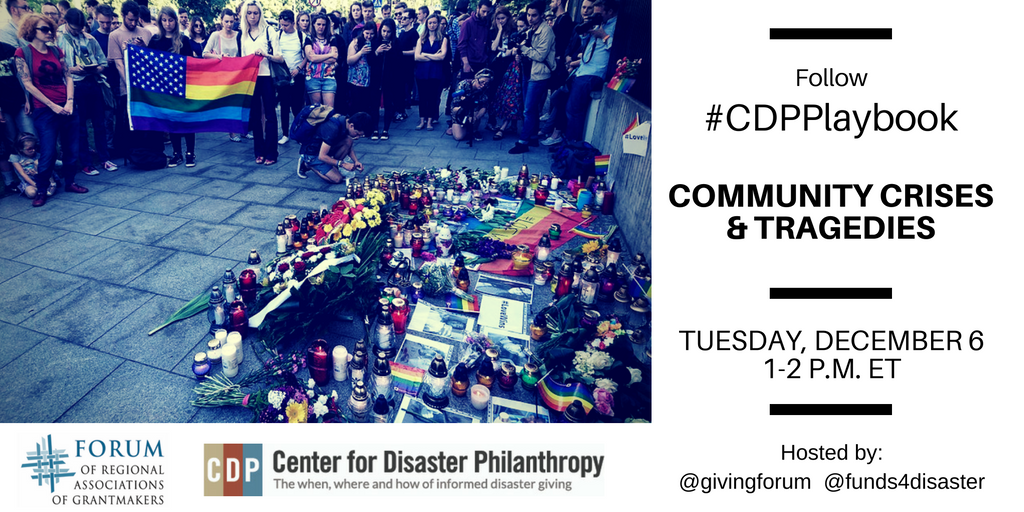 Follow
#CDPPlaybook
COMMUNITY CRISES
& TRAGEDIES
TUESDAY, DECEMBER 6
1-2 P.M. ET
Hosted by:
@givingforum @funds4disaster
FORUM
OF REGIONAL
ASSOCIATIONS
OF GRANTMAKERS
CDP
Center for Disaster Philanthropy
The when, where and how of informed disaster giving